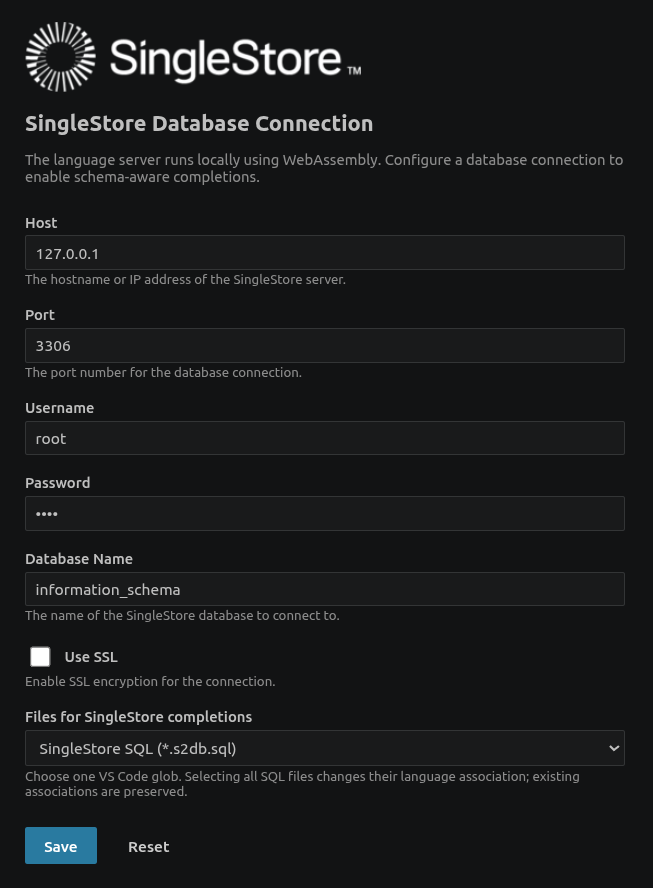 SingleStore™
SingleStore Database Connection
The language server runs locally using WebAssembly. Configure a database connection to
enable schema-aware completions.
Host
127.0.0.1
The hostname or IP address of the SingleStore server.
Port
3306
The port number for the database connection.
Username
root
Password
••••
Database Name
information_schema
The name of the SingleStore database to connect to.
Use SSL
Enable SSL encryption for the connection.
Files for SingleStore completions
SingleStore SQL (*.s2db.sql)
Choose one VS Code glob. Selecting all SQL files changes their language association; existing
associations are preserved.
Save Reset